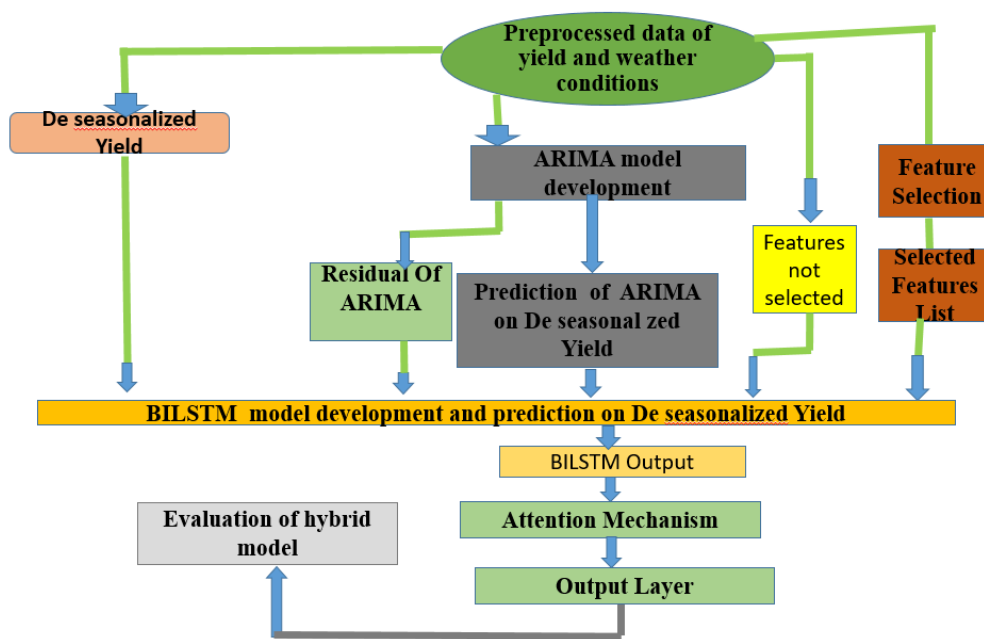 Preprocessed data of
yield and weather
conditions
De seasonalized
Yield
ARIMA model
development
Feature
Selection
Residual Of
ARIMA
Prediction of ARIMA
on De seasonal zed
Yield
Features
not
selected
Selected
Features
List
BILSTM model development and prediction on De seasonalized Yield
BILSTM Output
Attention Mechanism
Output Layer
Evaluation of hybrid
model